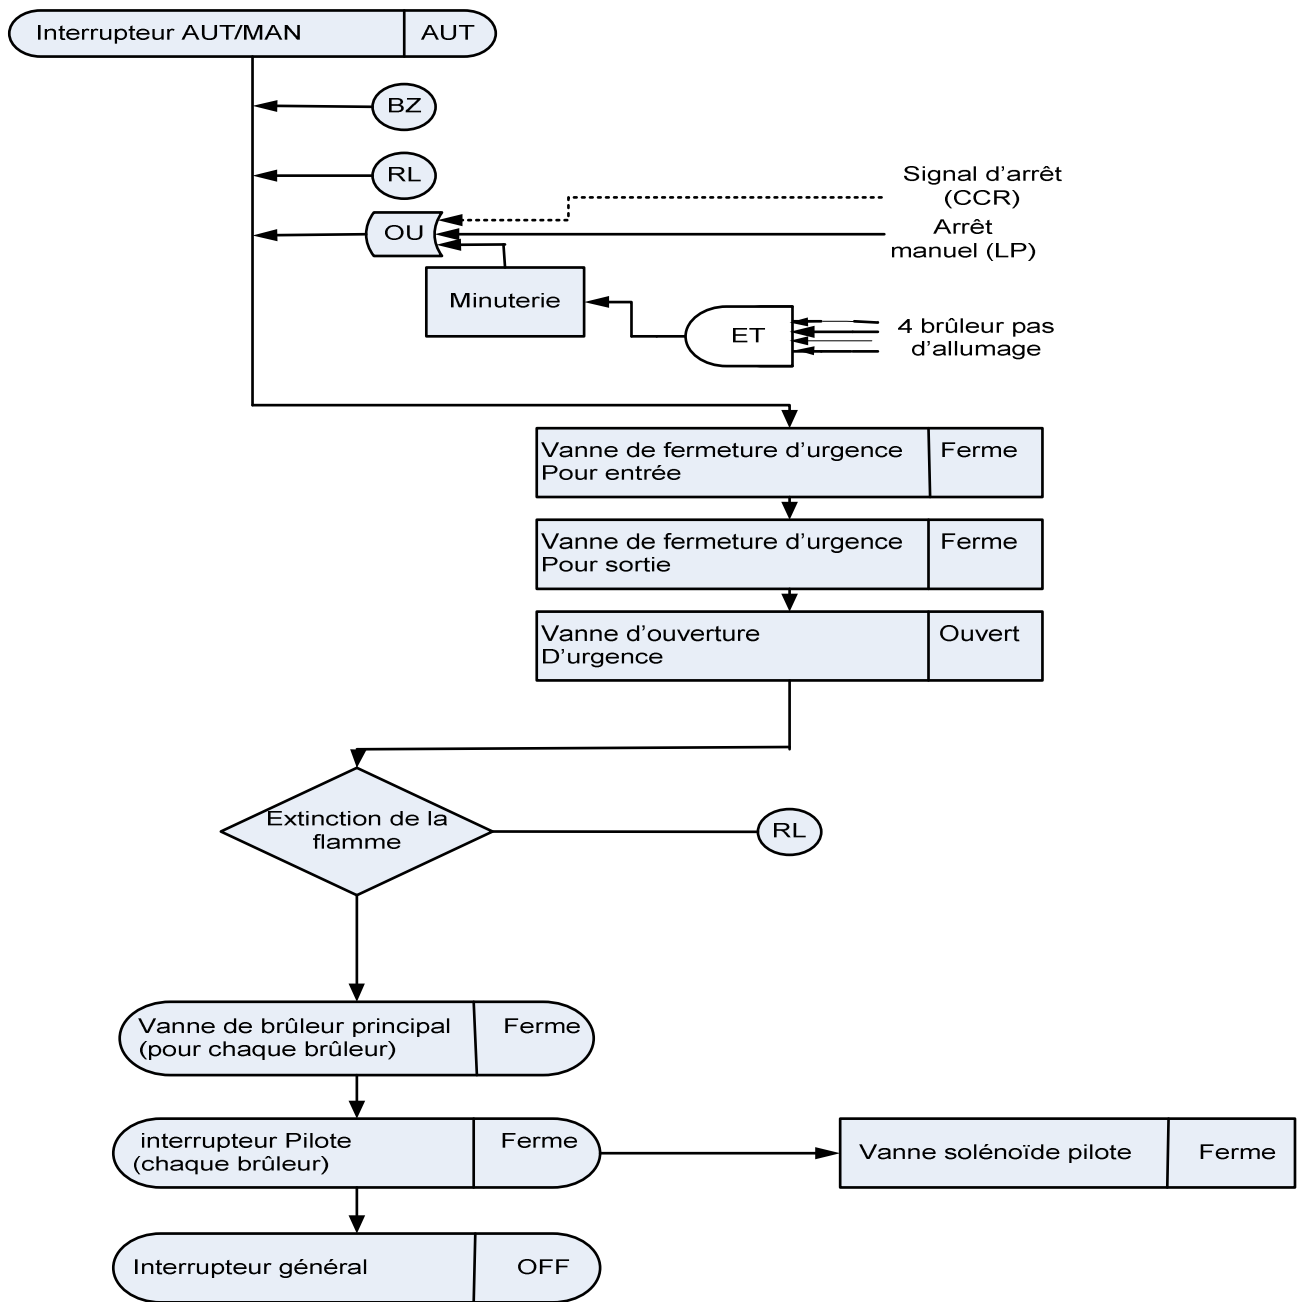 Interrupteur AUT/MAN
AUT
BZ
RL
Signal d’arrêt
(CCR)
OU
Arrêt
manuel (LP)
Minuterie
ET
4 brûleur pas
d’allumage
Vanne de fermeture d’urgence
Pour entrée
Ferme
Vanne de fermeture d’urgence
Pour sortie
Ferme
Vanne d’ouverture
D’urgence
Ouvert
Extinction de la
flamme
RL
Vanne de brûleur principal
(pour chaque brûleur)
Ferme
interrupteur Pilote
(chaque brûleur)
Ferme
Vanne solénoïde pilote
Ferme
Interrupteur général
OFF